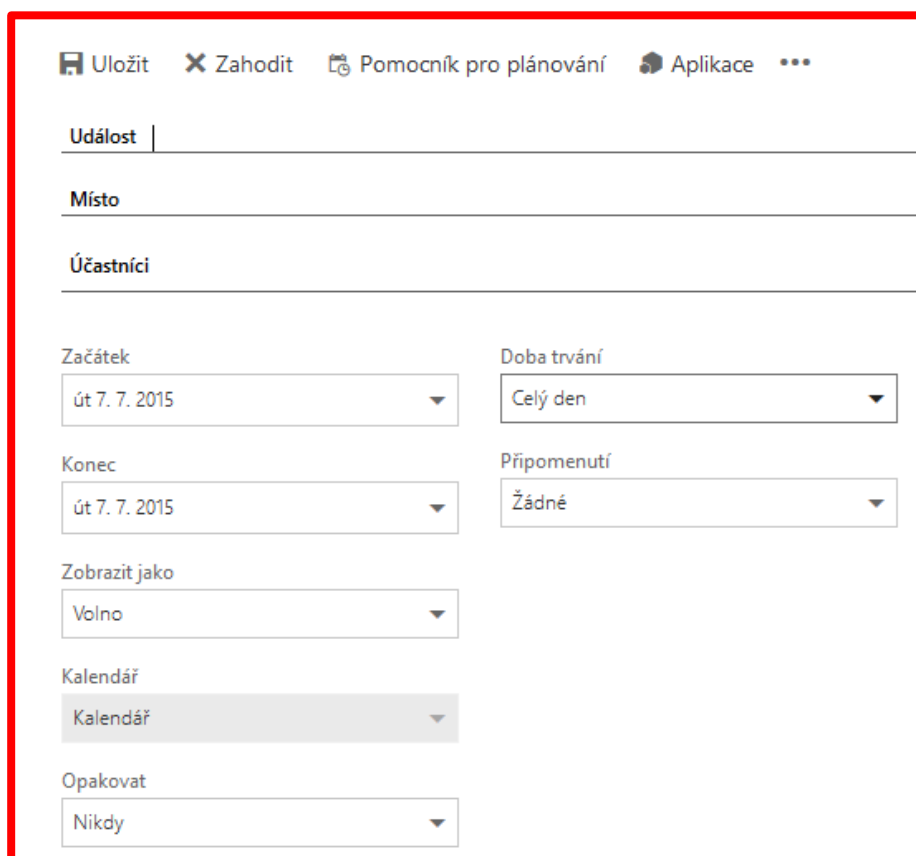 Uložit Zahodit Pomocník pro plánování Aplikace •••
Událost
Místo
Účastníci
Začátek
út 7. 7. 2015
Doba trvání
Celý den
Konec
út 7. 7. 2015
Připomenutí
Žádné
Zobrazit jako
Volno
Kalendář
Kalendář
Opakovat
Nikdy